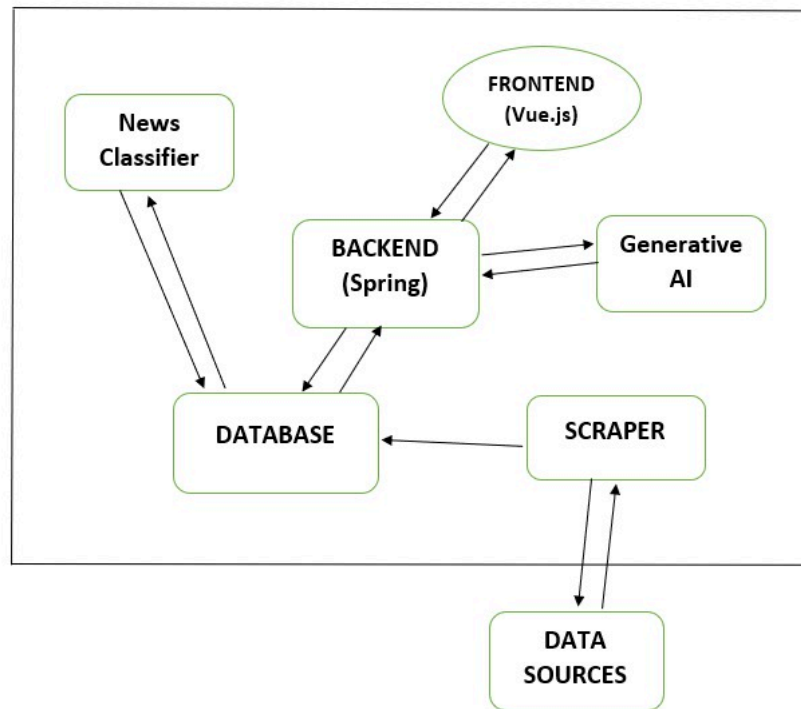 FRONTEND
(Vue.js)
News
Classifier
BACKEND
(Spring)
Generative
AI
DATABASE
SCRAPER
DATA
SOURCES